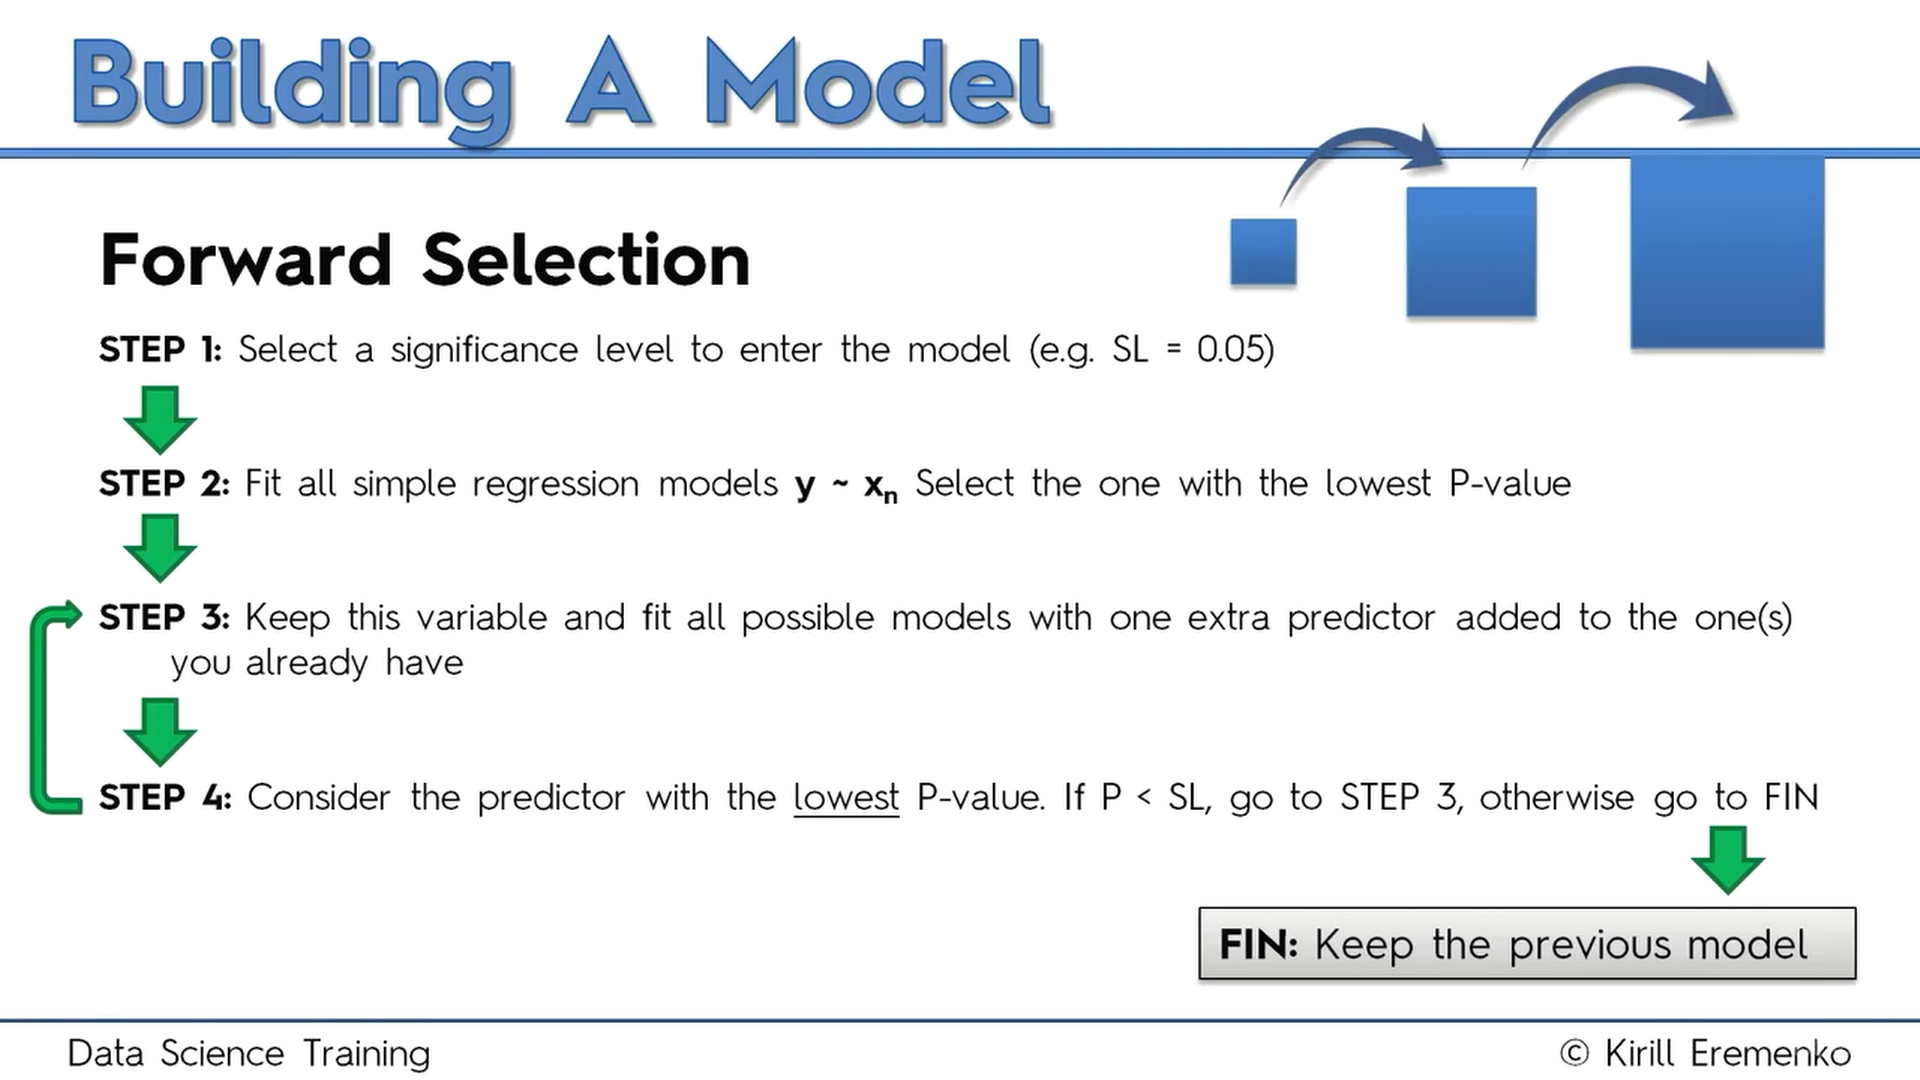 Building A Model
Forward Selection
STEP 1: Select a significance level to enter the model (e.g. SL = 0.05)
STEP 2: Fit all simple regression models y ~ xn Select the one with the lowest P-value
STEP 3: Keep this variable and fit all possible models with one extra predictor added to the one(s)
you already have
STEP 4: Consider the predictor with the lowest P-value. If P < SL, go to STEP 3, otherwise go to FIN
FIN: Keep the previous model
Data Science Training
© Kirill Eremenko